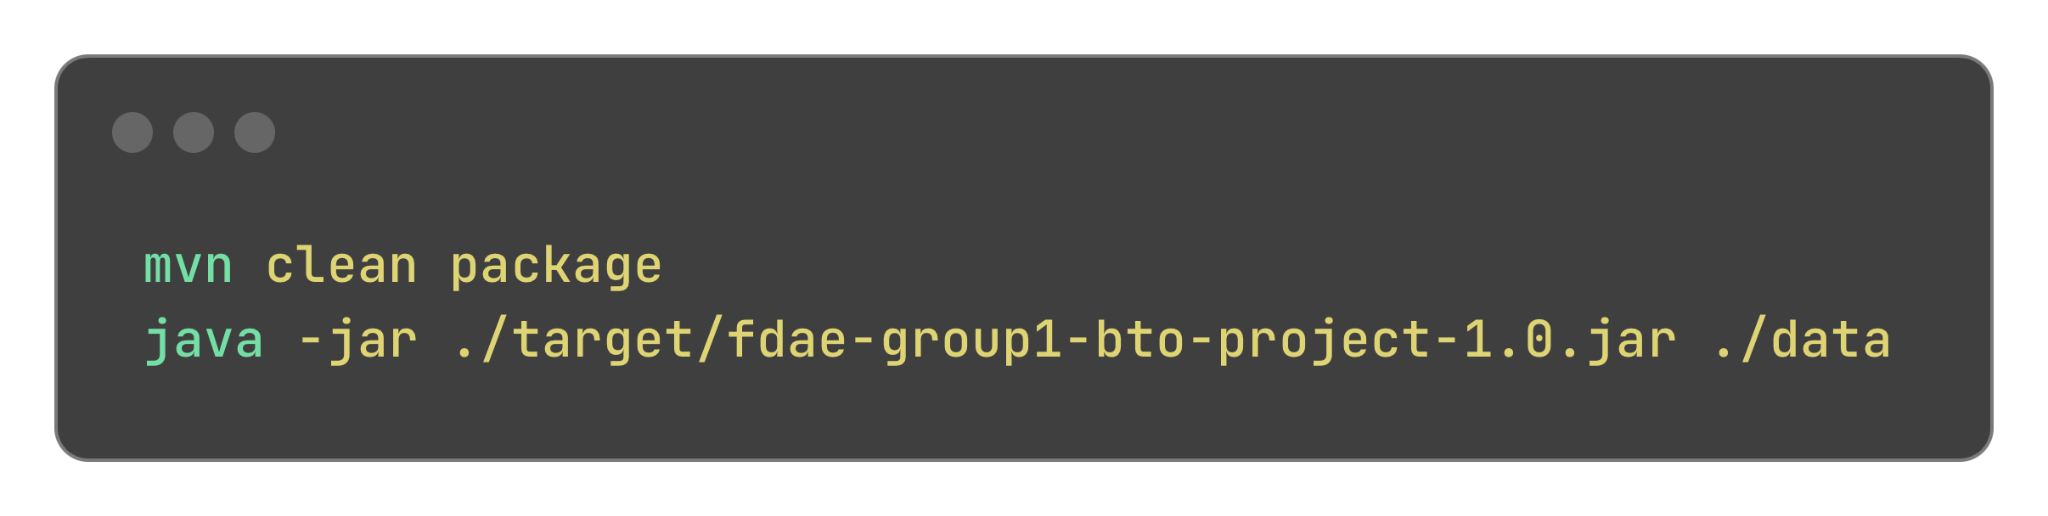 mvn clean package
java -jar ./target/fdae-group1-bto-project-1.0.jar ./data